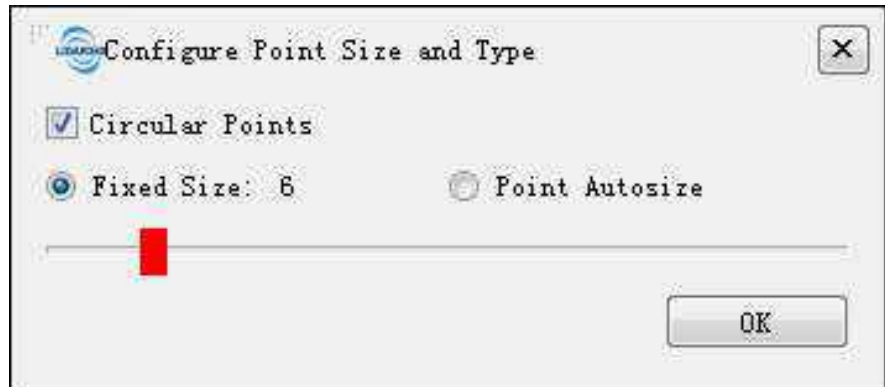 Configure Point Size and Type
Circular Points
Fixed Size: 6
Point Autosize
OK